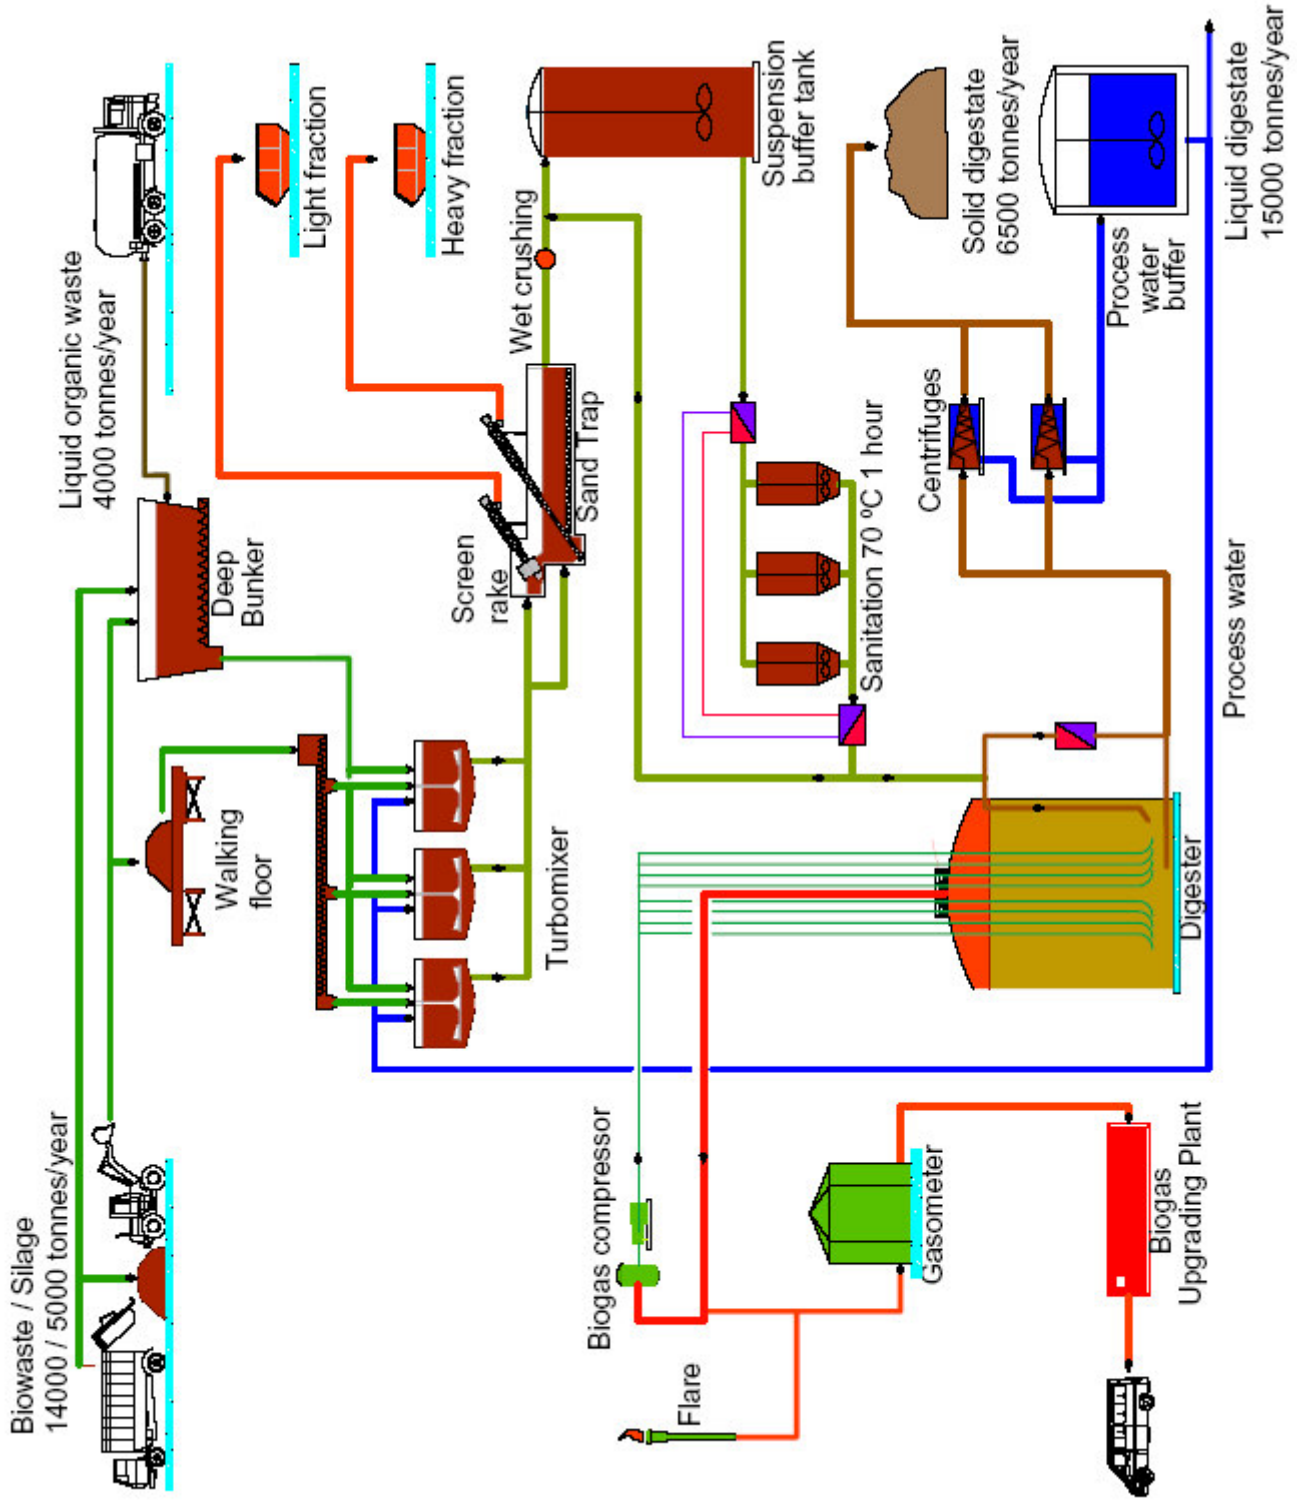 Biowaste / Silage
14000 / 5000 tonnes/year
Liquid organic waste
4000 tonnes/year
Walking
floor
Deep
Bunker
Light fraction
Heavy fraction
Turbomixer
Screen
rake
Sand Trap
Wet crushing
Suspension
buffer tank
Biogas compressor
Flare
Gasometer
Biogas
Upgrading Plant
Digester
Sanitation 70 ºC 1 hour
Centrifuges
Solid digestate
6500 tonnes/year
Process
water
buffer
Process water
Liquid digestate
15000 tonnes/year